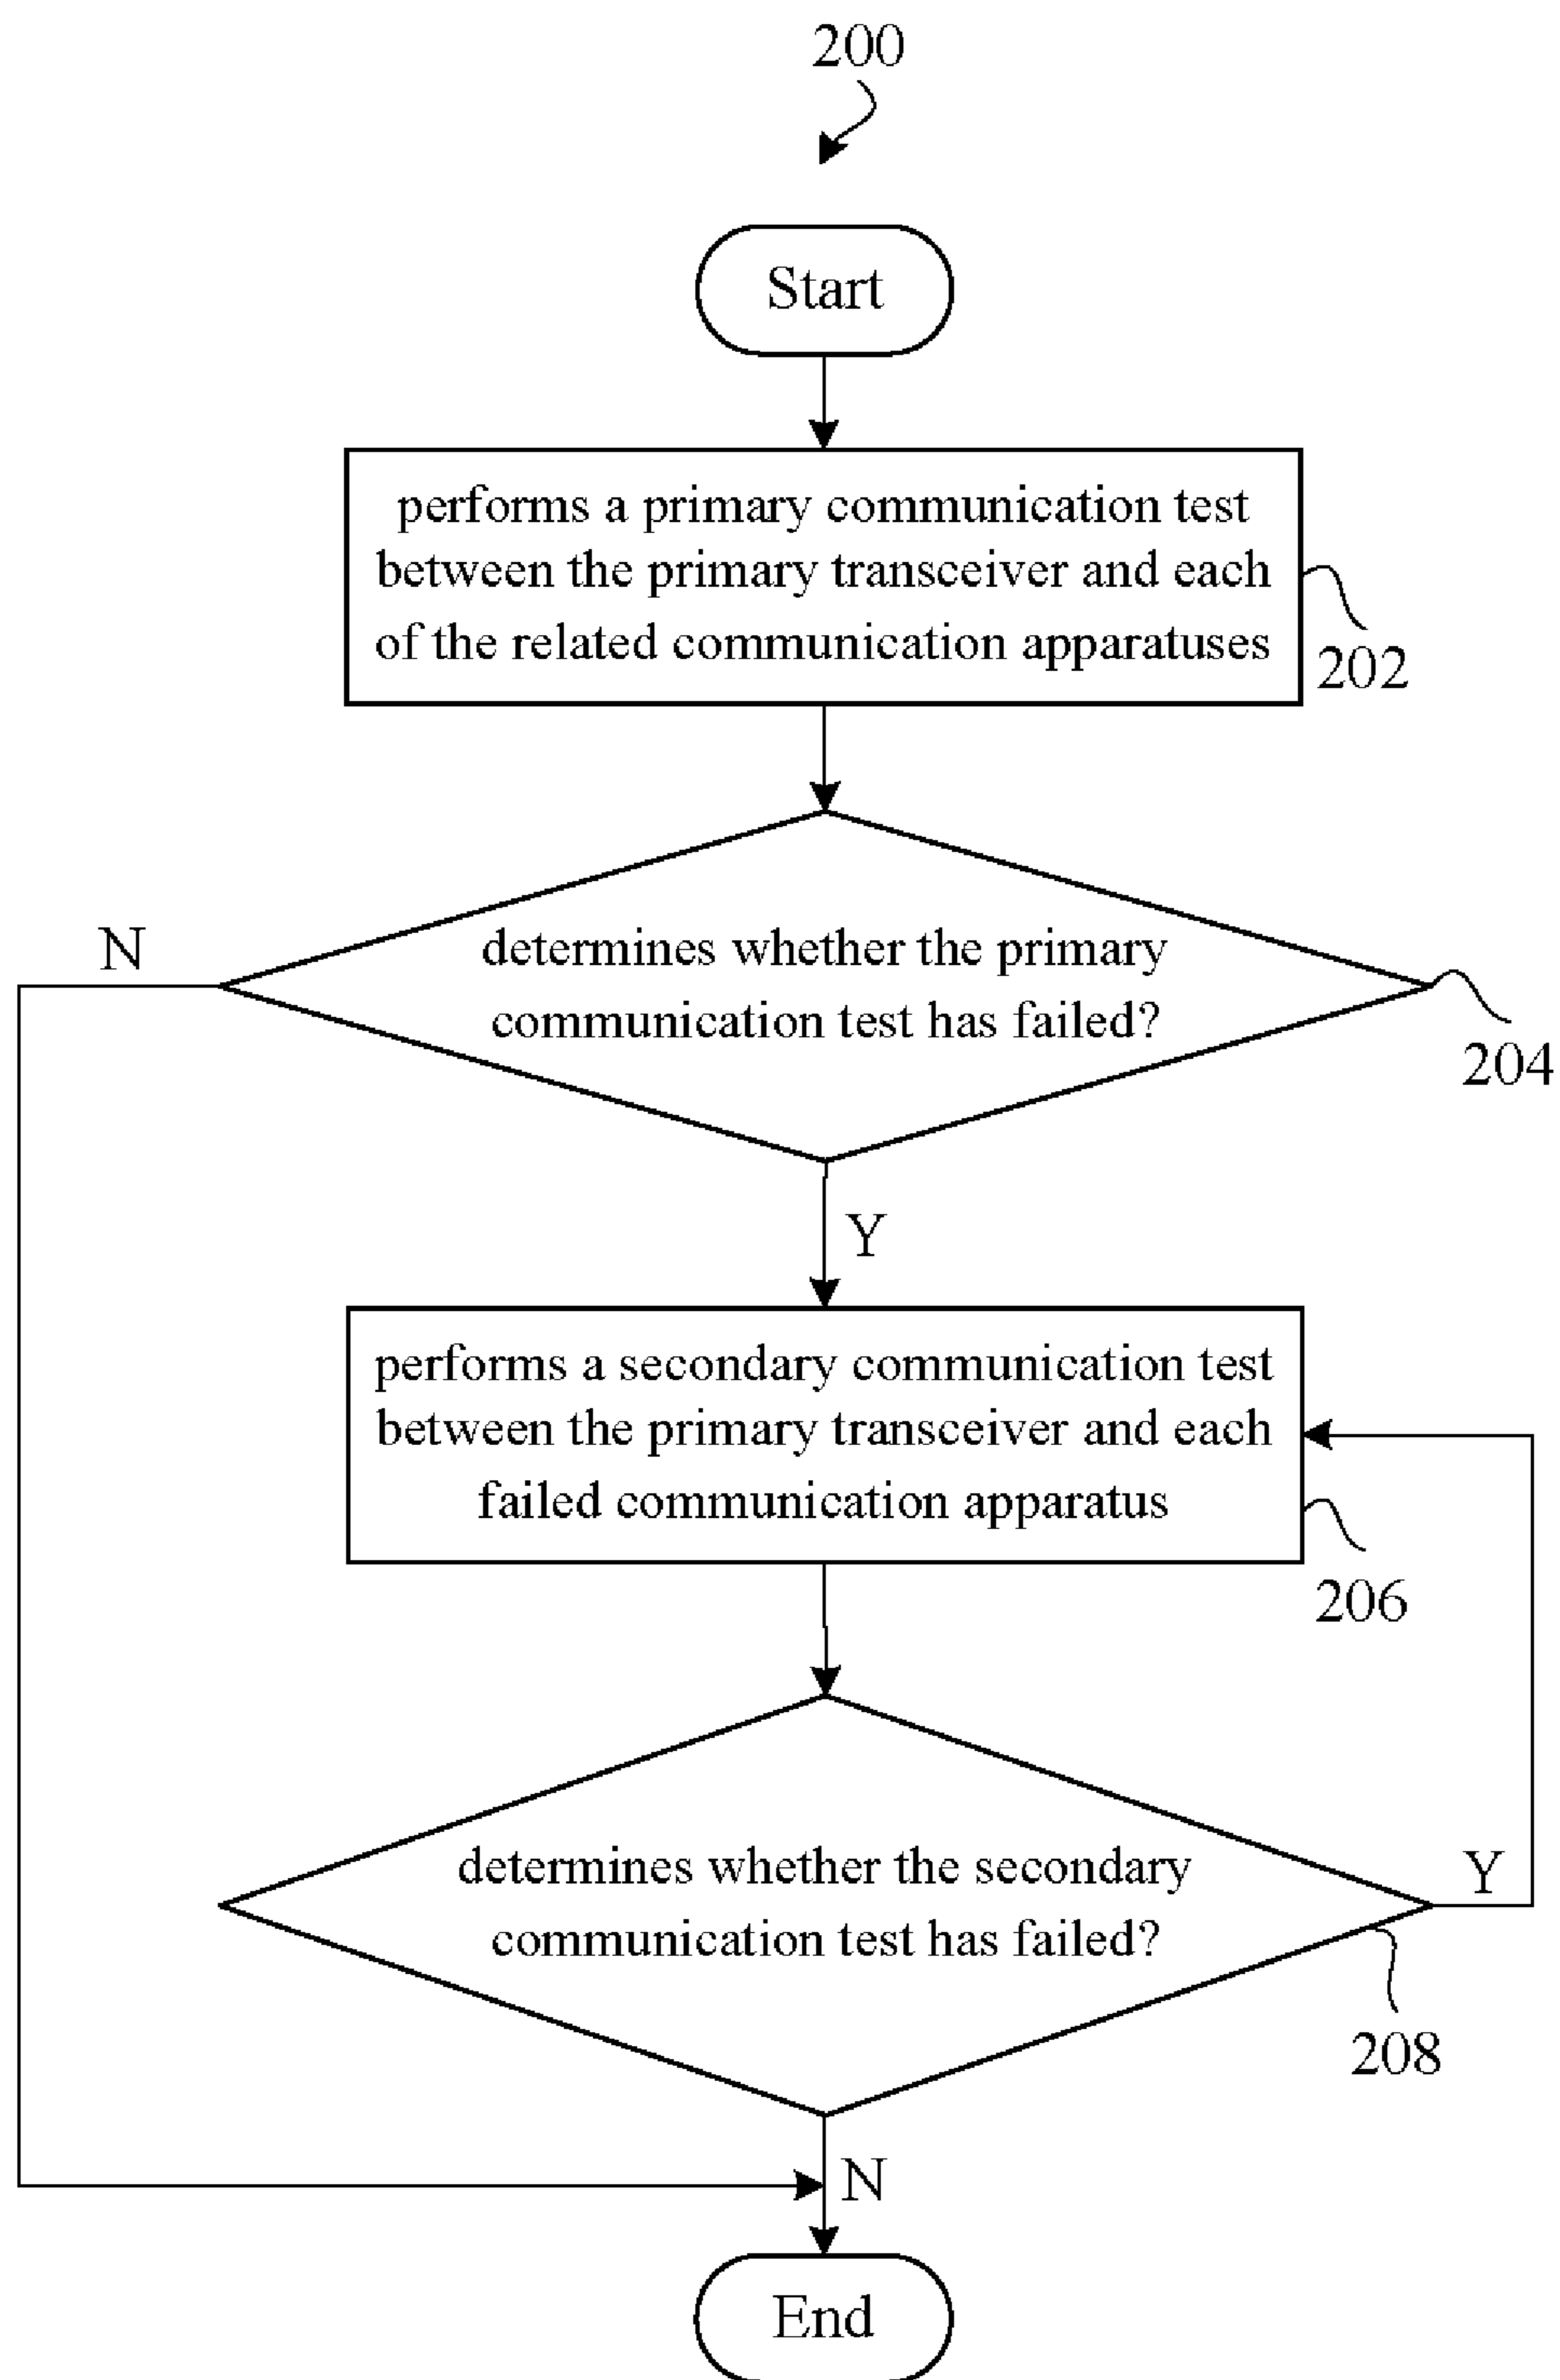 200
Start
performs a primary communication test
between the primary transceiver and each
of the related communication apparatuses
202
N
determines whether the primary
communication test has failed?
204
Y
performs a secondary communication test
between the primary transceiver and each
failed communication apparatus
206
determines whether the secondary
communication test has failed?
Y
208
N
End